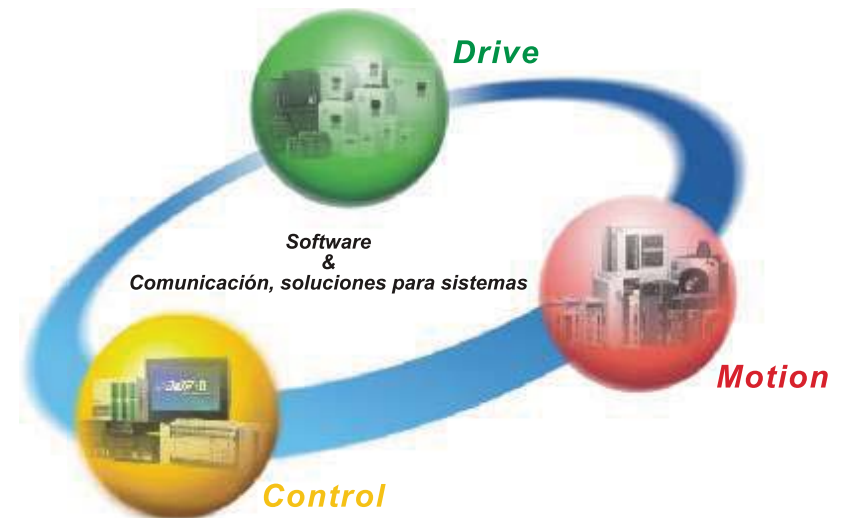 Drive
Software
&
Comunicación, soluciones para sistemas
Motion
Control